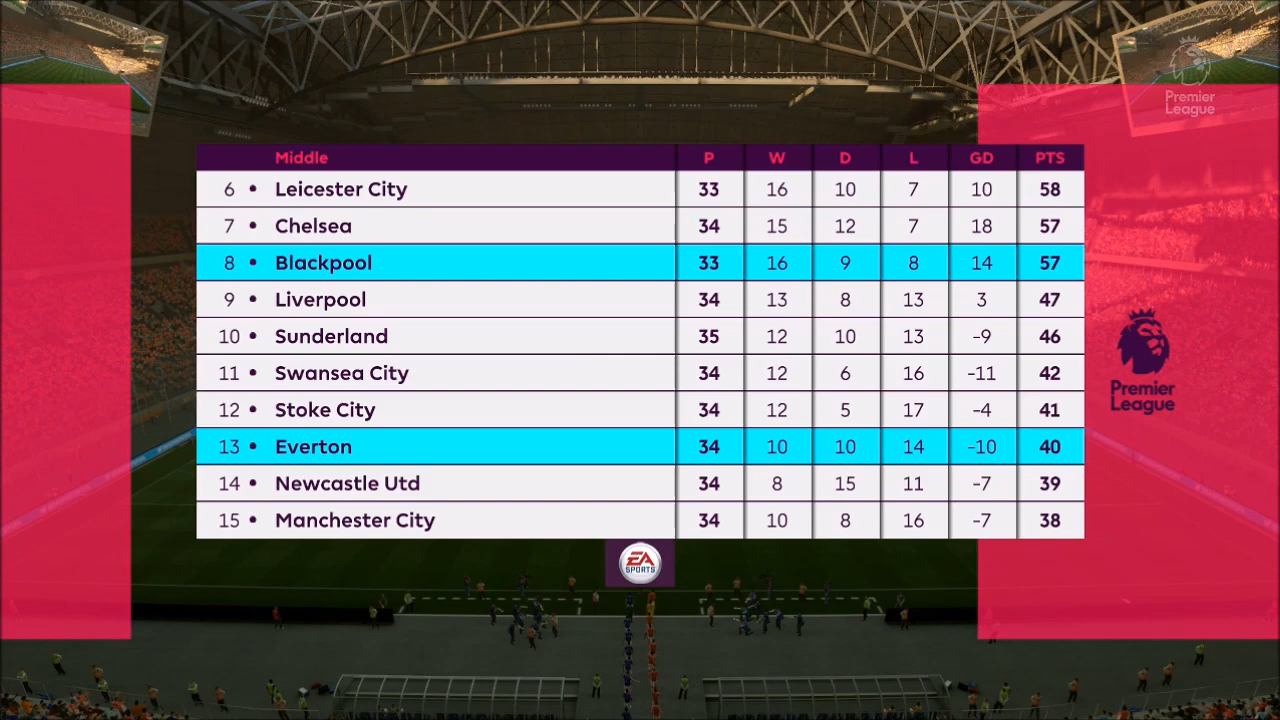 Premier
League
Middle P W D L GD PTS
6 • Leicester City 33 16 10 7 10 58
7 • Chelsea 34 15 12 7 18 57
8 • Blackpool 33 16 9 8 14 57
9 • Liverpool 34 13 8 13 3 47
10 • Sunderland 35 12 10 13 -9 46
11 • Swansea City 34 12 6 16 -11 42
12 • Stoke City 34 12 5 17 -4 41
13 • Everton 34 10 10 14 -10 40
14 • Newcastle Utd 34 8 15 11 -7 39
15 • Manchester City 34 10 8 16 -7 38
Premier
League
EA
SPORTS